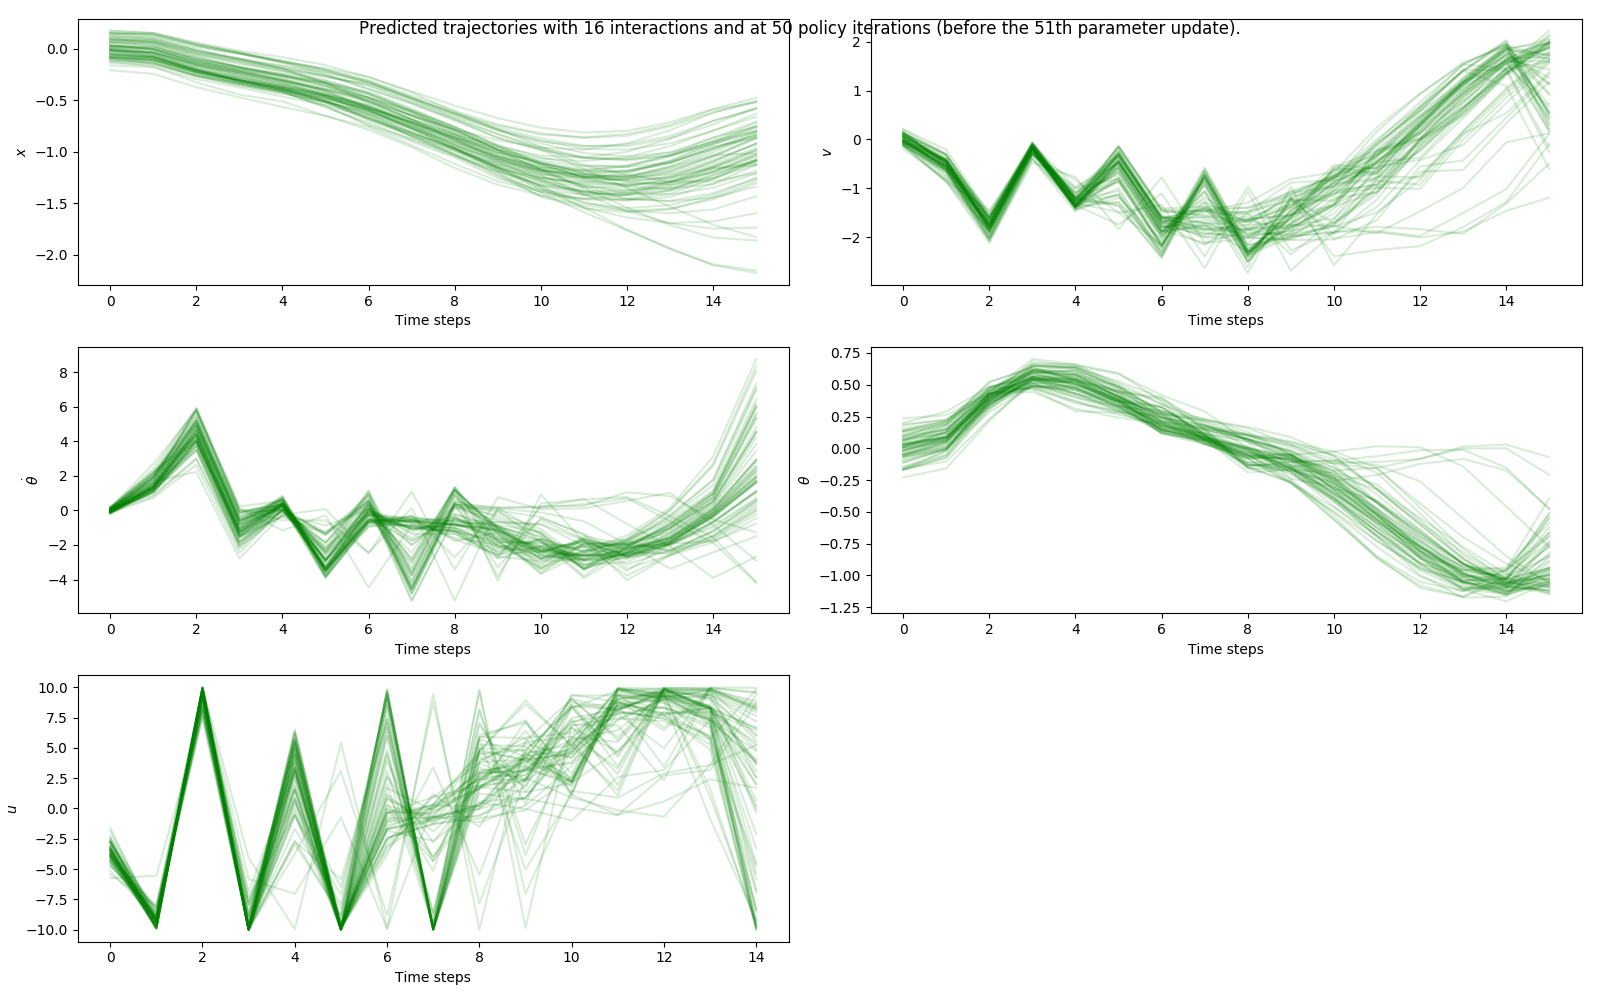 Predicted trajectories with 16 interactions and at 50 policy iterations (before the 51th parameter update).
0.0
−0.5
−1.0
−1.5
−2.0
x
0 2 4 6 8 10 12 14
Time steps
2
1
0
−1
−2
v
0 2 4 6 8 10 12 14
Time steps
8
6
4
2
0
−2
−4
θ̇
0 2 4 6 8 10 12 14
Time steps
0.75
0.50
0.25
0.00
−0.25
−0.50
−0.75
−1.00
−1.25
θ
0 2 4 6 8 10 12 14
Time steps
10.0
7.5
5.0
2.5
0.0
−2.5
−5.0
−7.5
−10.0
u
0 2 4 6 8 10 12 14
Time steps